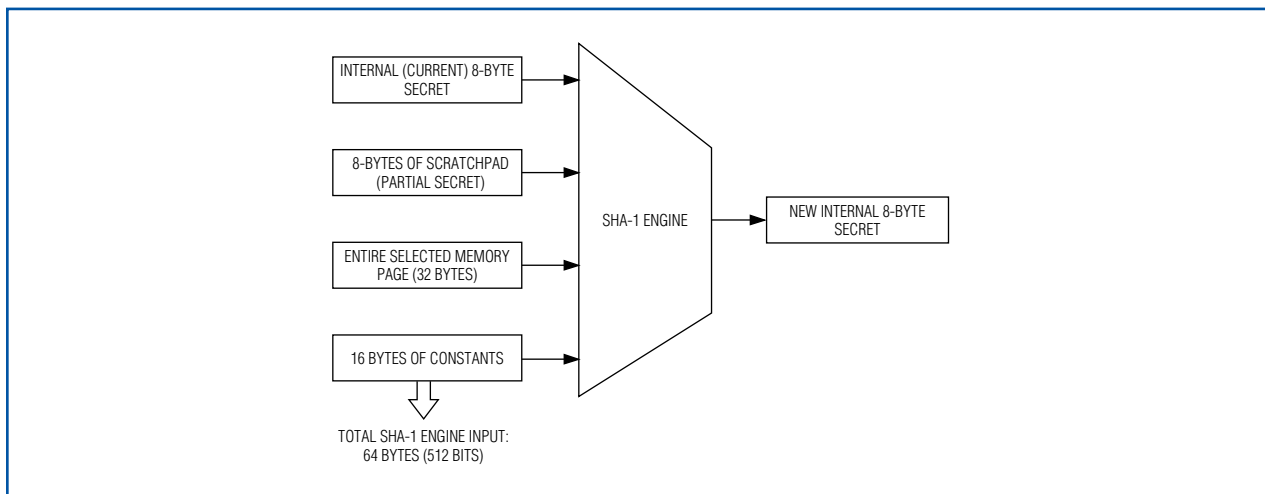 INTERNAL (CURRENT) 8-BYTE
SECRET
8-BYTES OF SCRATCHPAD
(PARTIAL SECRET)
ENTIRE SELECTED MEMORY
PAGE (32 BYTES)
16 BYTES OF CONSTANTS
TOTAL SHA-1 ENGINE INPUT:
64 BYTES (512 BITS)
SHA-1 ENGINE
NEW INTERNAL 8-BYTE
SECRET